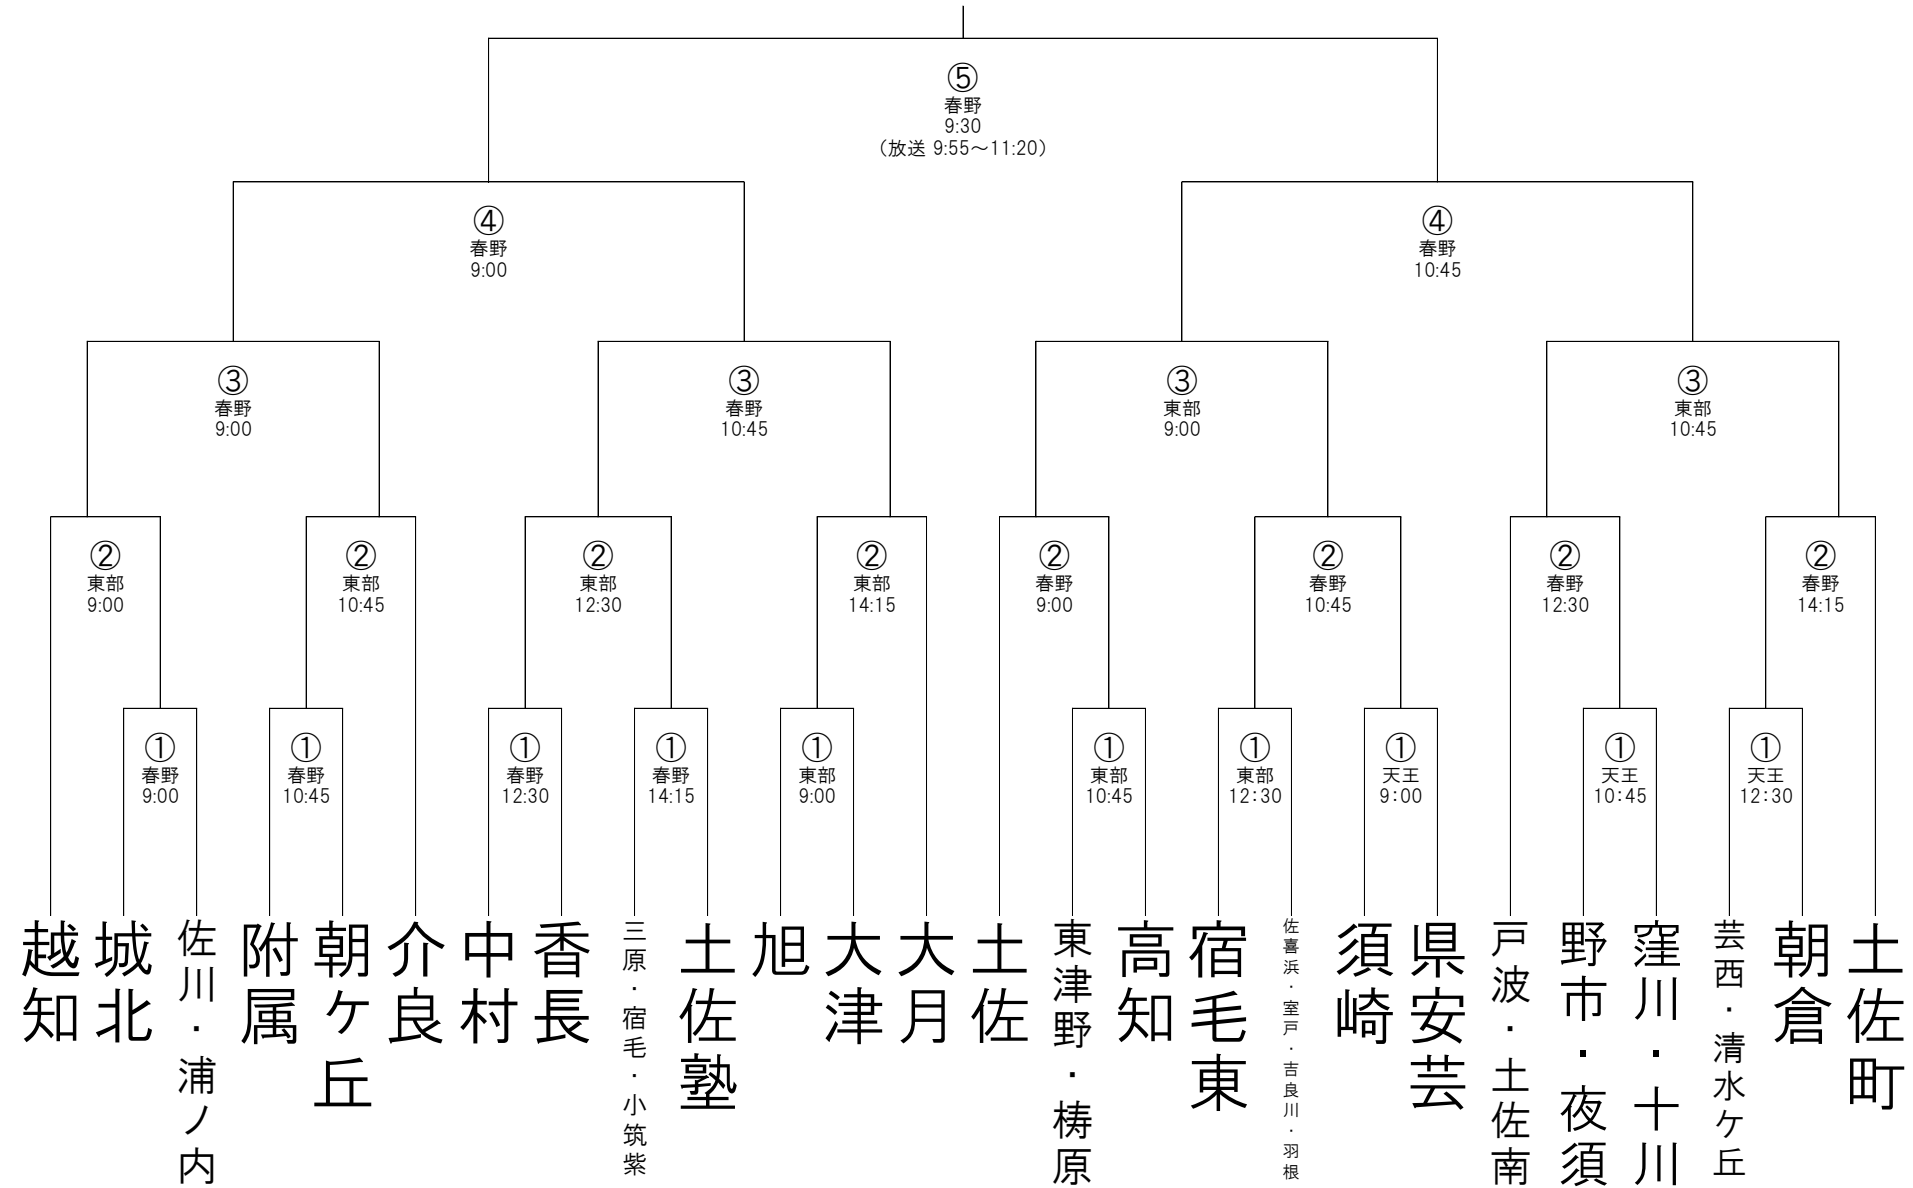 ⑤
春野
9:30
（放送 9:55～11:20）
④
春野
9:00
④
春野
10:45
③
春野
9:00
③
春野
10:45
③
東部
9:00
③
東部
10:45
②
東部
9:00
②
東部
10:45
②
東部
12:30
②
東部
14:15
②
春野
9:00
②
春野
10:45
②
春野
12:30
②
春野
14:15
①
春野
9:00
①
春野
10:45
①
春野
12:30
①
春野
14:15
①
東部
9:00
①
東部
10:45
①
東部
12:30
①
天王
9:00
①
天王
10:45
①
天王
12:30
越知
城北
佐川・浦ノ内
附属
朝ケ丘
介良
中村
香長
三原・宿毛・小筑紫
土佐塾
旭
大津
大月
土佐
東津野・梼原
高知
宿毛東
佐喜浜・室戸・吉良川・羽根
須崎
県安芸
戸波・土佐南
野市・夜須
窪川・十川
芸西・清水ケ丘
朝倉
土佐町